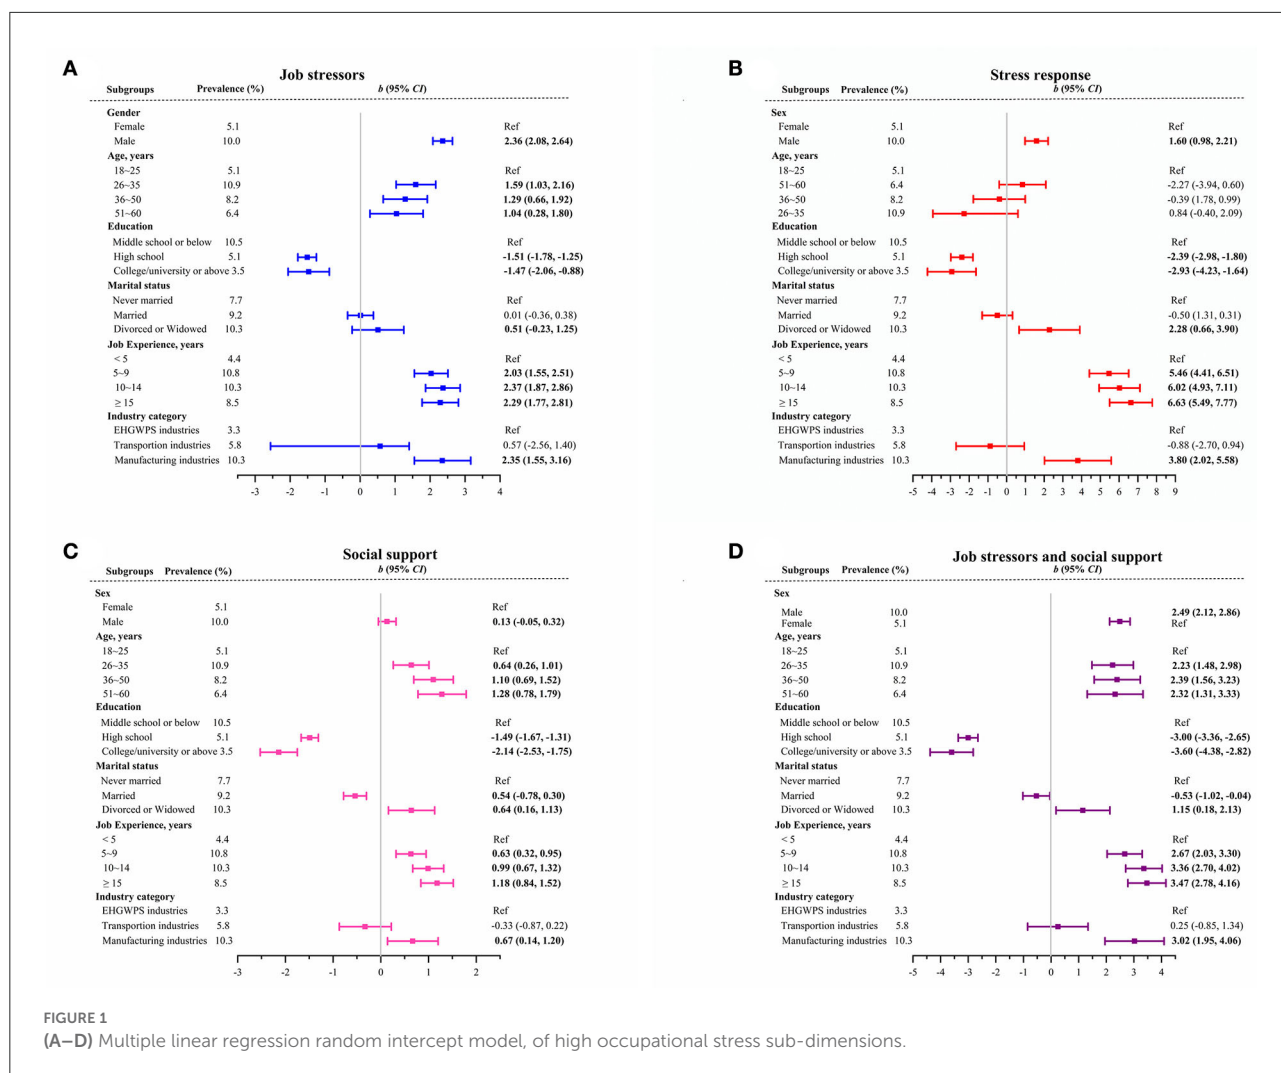 A
Job stressors
Subgroups Prevalence (%) b (95% CI)
Gender
Female 5.1 Ref
Male 10.0 2.36 (2.08, 2.64)
Age, years
18~25 5.1 Ref
26~35 10.9 1.59 (1.03, 2.16)
36~50 8.2 1.29 (0.66, 1.92)
51~60 6.4 1.04 (0.28, 1.80)
Education
Middle school or below 10.5 Ref
High school 5.1 -1.51 (-1.78, -1.25)
College/university or above 3.5 -1.47 (-2.06, -0.88)
Marital status
Never married 7.7 Ref
Married 9.2 0.01 (-0.36, 0.38)
Divorced or Widowed 10.3 0.51 (-0.23, 1.25)
Job Experience, years
< 5 4.4 Ref
5~9 10.8 2.03 (1.55, 2.51)
10~14 10.3 2.37 (1.87, 2.86)
≥ 15 8.5 2.29 (1.77, 2.81)
Industry category
EHGWPS industries 3.3 Ref
Transportion industries 5.8 0.57 (-2.56, 1.40)
Manufacturing industries 10.3 2.35 (1.55, 3.16)
-3 -2 -1 0 1 2 3 4
B
Stress response
Subgroups Prevalence (%) b (95% CI)
Sex
Female 5.1 Ref
Male 10.0 1.60 (0.98, 2.21)
Age, years
18~25 5.1 Ref
51~60 6.4 -2.27 (-3.94, 0.60)
36~50 8.2 -0.39 (1.78, 0.99)
26~35 10.9 0.84 (-0.40, 2.09)
Education
Middle school or below 10.5 Ref
High school 5.1 -2.39 (-2.98, -1.80)
College/university or above 3.5 -2.93 (-4.23, -1.64)
Marital status
Never married 7.7 Ref
Married 9.2 -0.50 (1.31, 0.31)
Divorced or Widowed 10.3 2.28 (0.66, 3.90)
Job Experience, years
< 5 4.4 Ref
5~9 10.8 5.46 (4.41, 6.51)
10~14 10.3 6.02 (4.93, 7.11)
≥ 15 8.5 6.63 (5.49, 7.77)
Industry category
EHGWPS industries 3.3 Ref
Transportion industries 5.8 -0.88 (-2.70, 0.94)
Manufacturing industries 10.3 3.80 (2.02, 5.58)
-5 -4 -3 -2 -1 0 1 2 3 4 5 6 7 8 9
C
Social support
Subgroups Prevalence (%) b (95% CI)
Sex
Female 5.1 Ref
Male 10.0 0.13 (-0.05, 0.32)
Age, years
18~25 5.1 Ref
26~35 10.9 0.64 (0.26, 1.01)
36~50 8.2 1.10 (0.69, 1.52)
51~60 6.4 1.28 (0.78, 1.79)
Education
Middle school or below 10.5 Ref
High school 5.1 -1.49 (-1.67, -1.31)
College/university or above 3.5 -2.14 (-2.53, -1.75)
Marital status
Never married 7.7 Ref
Married 9.2 0.54 (-0.78, 0.30)
Divorced or Widowed 10.3 0.64 (0.16, 1.13)
Job Experience, years
< 5 4.4 Ref
5~9 10.8 0.63 (0.32, 0.95)
10~14 10.3 0.99 (0.67, 1.32)
≥ 15 8.5 1.18 (0.84, 1.52)
Industry category
EHGWPS industries 3.3 Ref
Transportion industries 5.8 -0.33 (-0.87, 0.22)
Manufacturing industries 10.3 0.67 (0.14, 1.20)
-3 -2 -1 0 1 2
D
Job stressors and social support
Subgroups Prevalence (%) b (95% CI)
Sex
Male 10.0 2.49 (2.12, 2.86)
Female 5.1 Ref
Age, years
18~25 5.1 Ref
26~35 10.9 2.23 (1.48, 2.98)
36~50 8.2 2.39 (1.56, 3.23)
51~60 6.4 2.32 (1.31, 3.33)
Education
Middle school or below 10.5 Ref
High school 5.1 -3.00 (-3.36, -2.65)
College/university or above 3.5 -3.60 (-4.38, -2.82)
Marital status
Never married 7.7 Ref
Married 9.2 -0.53 (-1.02, -0.04)
Divorced or Widowed 10.3 1.15 (0.18, 2.13)
Job Experience, years
< 5 4.4 Ref
5~9 10.8 2.67 (2.03, 3.30)
10~14 10.3 3.36 (2.70, 4.02)
≥ 15 8.5 3.47 (2.78, 4.16)
Industry category
EHGWPS industries 3.3 Ref
Transportion industries 5.8 0.25 (-0.85, 1.34)
Manufacturing industries 10.3 3.02 (1.95, 4.06)
-5 -4 -3 -2 -1 0 1 2 3 4
FIGURE 1
(A–D) Multiple linear regression random intercept model, of high occupational stress sub-dimensions.